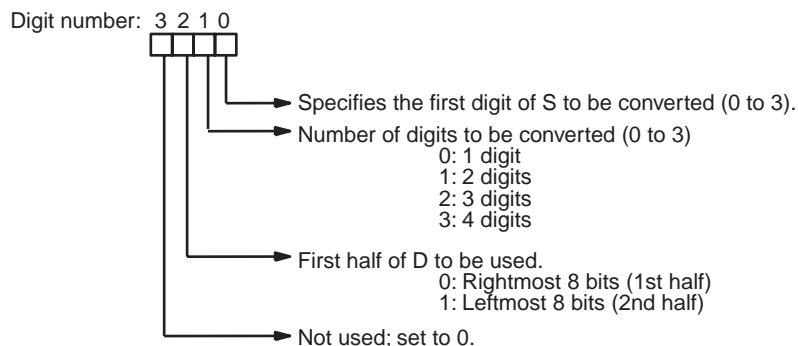 Digit number: 3 2 1 0
Specifies the first digit of S to be converted (0 to 3).
Number of digits to be converted (0 to 3)
0: 1 digit
1: 2 digits
2: 3 digits
3: 4 digits
First half of D to be used.
0: Rightmost 8 bits (1st half)
1: Leftmost 8 bits (2nd half)
Not used; set to 0.